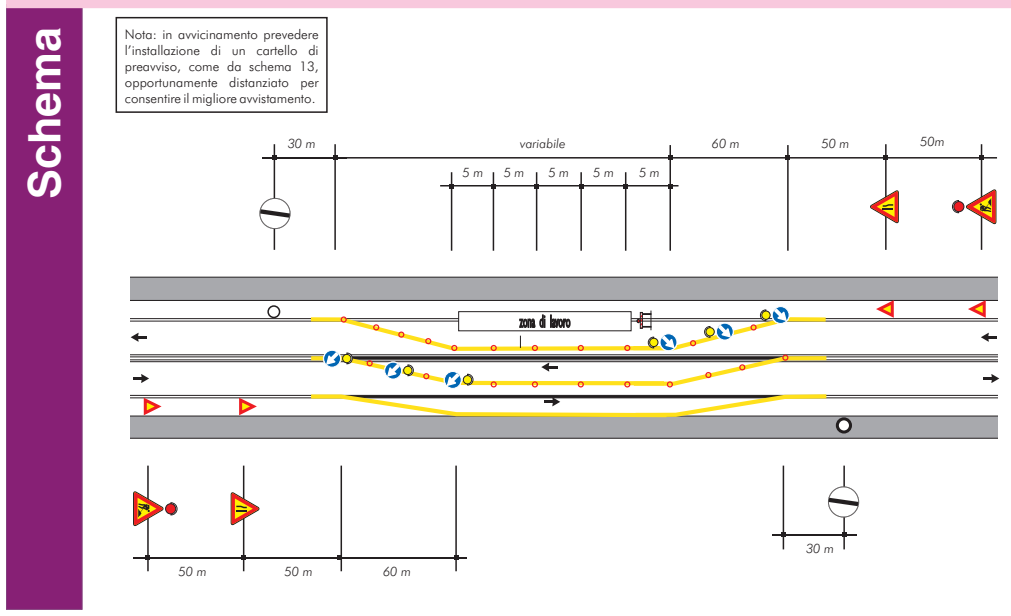 Schema
Nota: in avvicinamento prevedere
l'installazione di un cartello di
preavviso, come da schema 13,
opportunamente distanziato per
consentire il migliore avvistamento.
30 m
variabile
60 m
50 m
50m
5 m
5 m
5 m
5 m
5 m
zona di lavoro
50 m
50 m
60 m
30 m